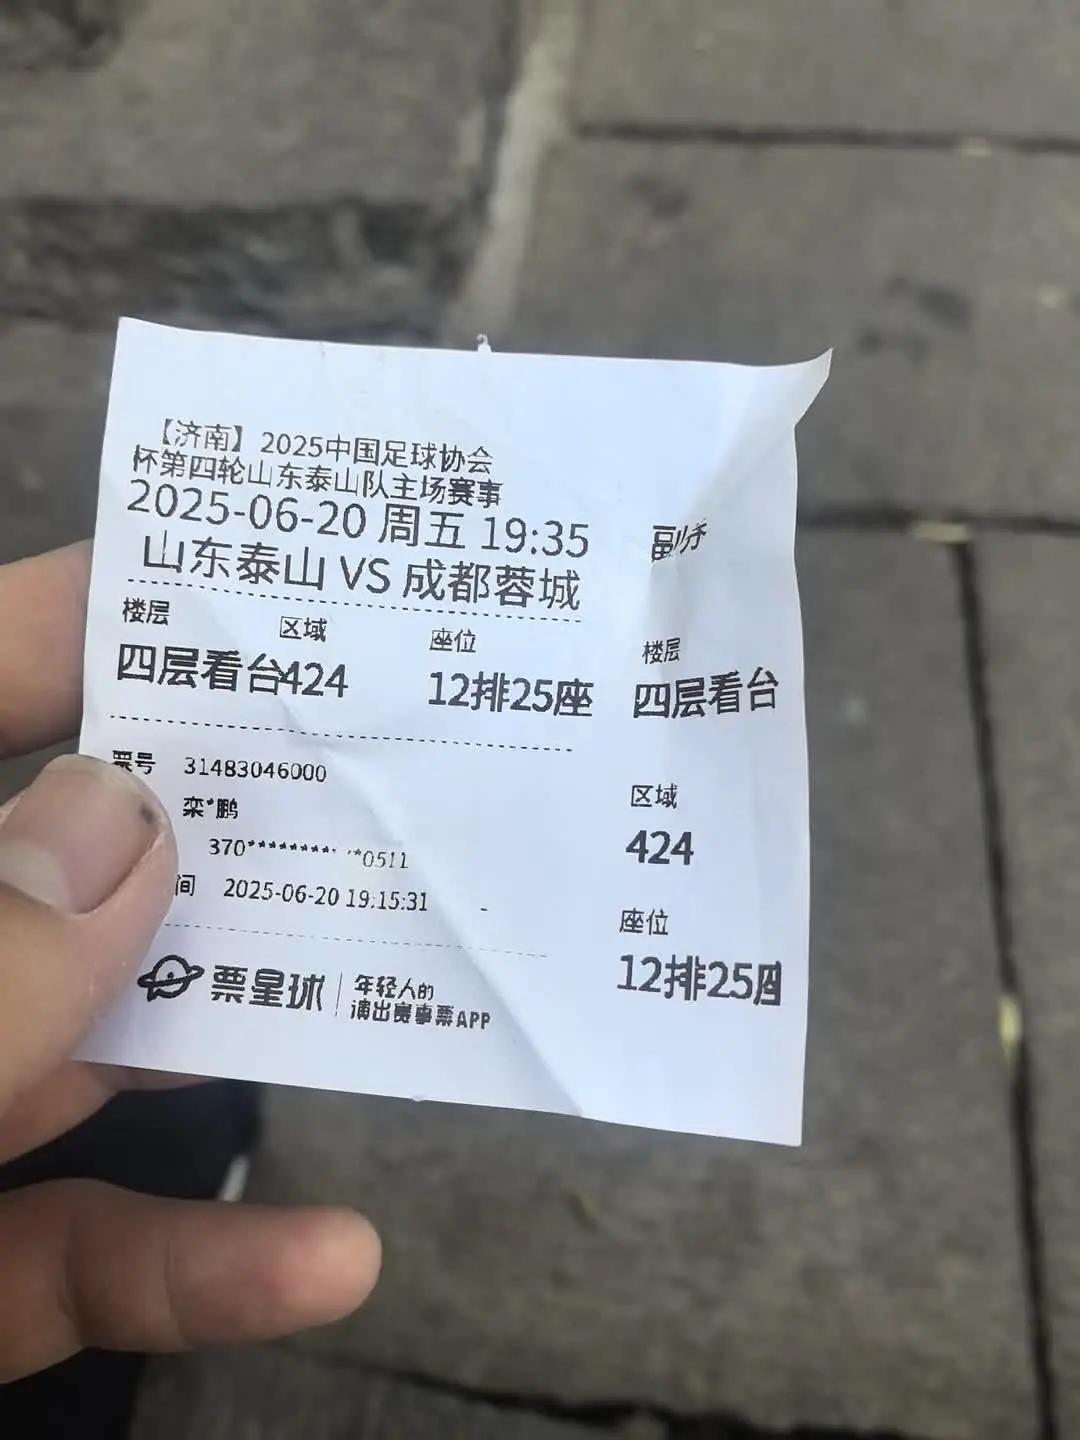 【济南】2025中国足球协会
杯第四轮山东泰山队主场赛事
2025-06-20 周五 19:35
山东泰山 VS 成都蓉城
楼层 区域 座位
四层看台424 12排25座
票号 31483046000
栾*鹏
370**********0511
间 2025-06-20 19:15:31 -
票星球 年轻人的
演出赛事票APP
副券
楼层
四层看台
区域
424
座位
12排25座